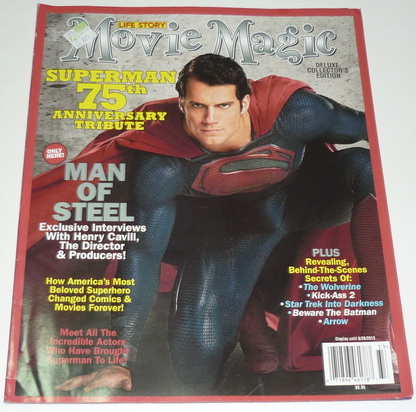 LIFE STORY
Movie Magic
DELUXE
COLLECTOR'S
EDITION
SUPERMAN
75th
ANNIVERSARY
TRIBUTE
ONLY
HERE!
MAN
OF
STEEL
Exclusive Interviews
With Henry Cavill,
The Director
& Producers!
How America's Most
Beloved Superhero
Changed Comics &
Movies Forever!
Meet All The
Incredible Actors
Who Have Brought
Superman To Life!
PLUS
Revealing,
Behind-The-Scenes
Secrets Of:
•The Wolverine
•Kick-Ass 2
•Star Trek Into Darkness
•Beware The Batman
•Arrow